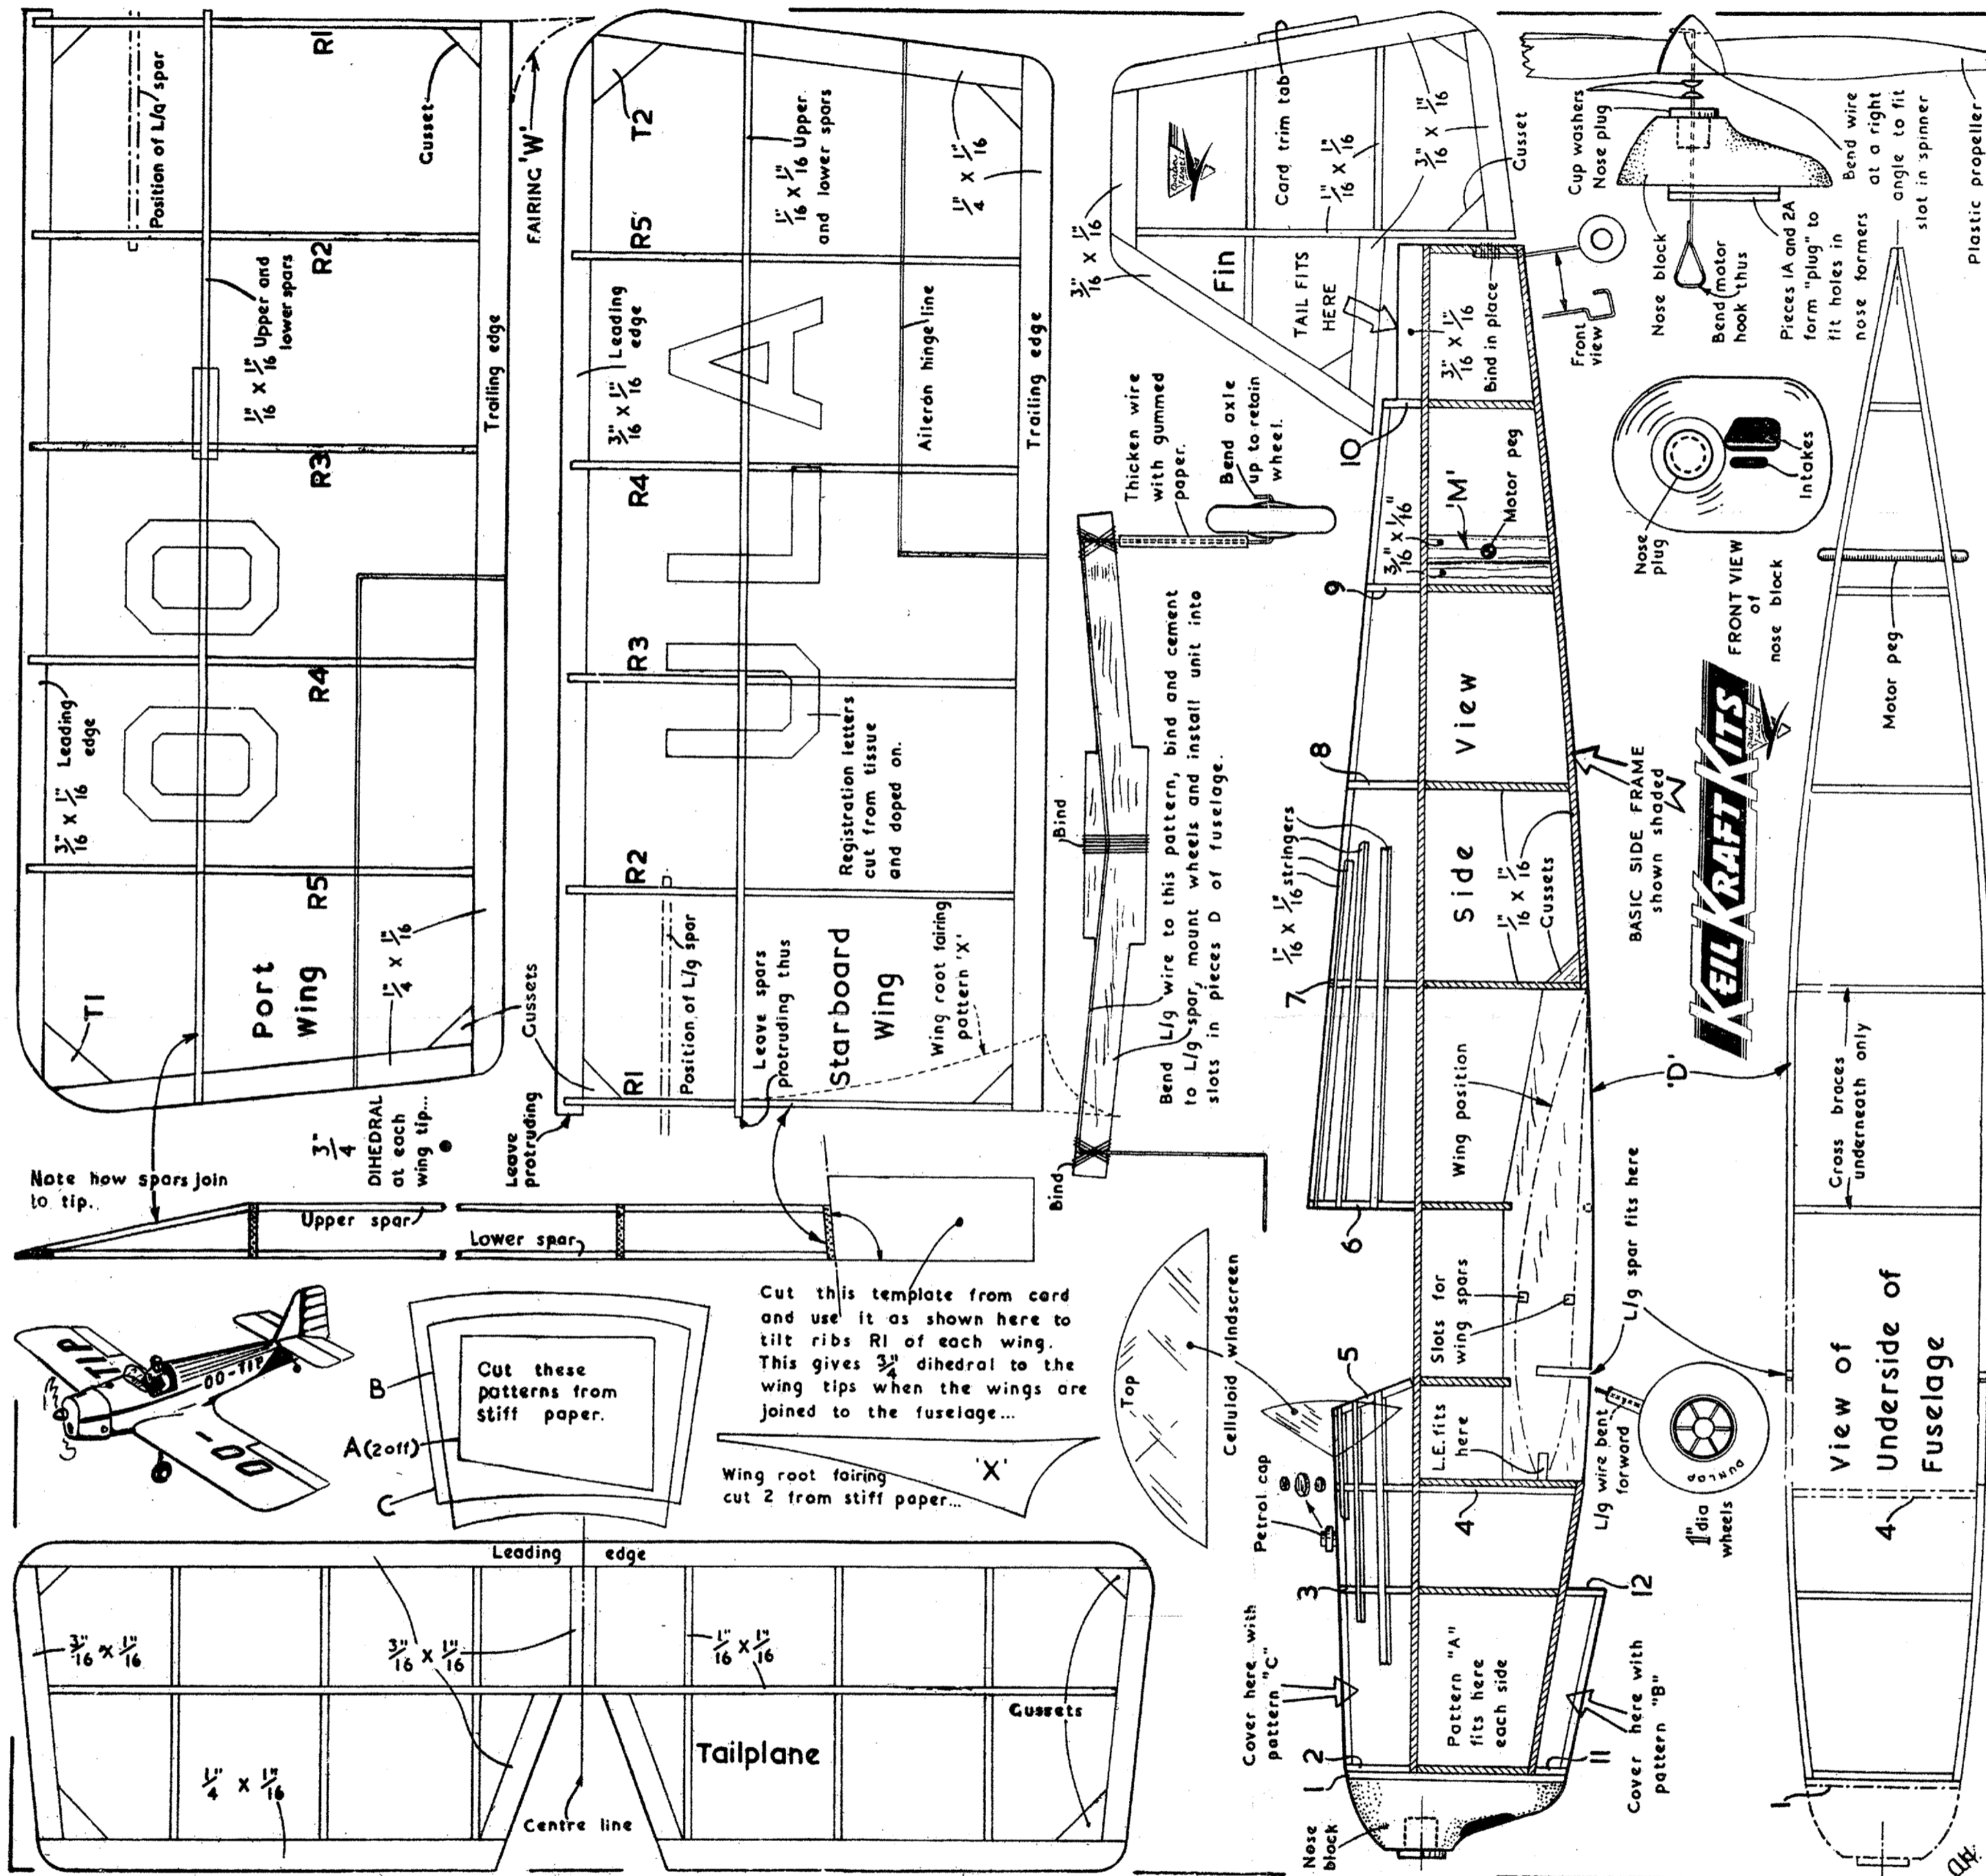 R1
Position of L/g spar
Gusset
R2
1/16" X 1/16" Upper and
lower spars
R3
Trailing edge
R4
3/16" X 1/16" Leading
edge
R5
1/4" X 1/16"
T1
Port
Wing
Gussets
FAIRING 'W'
T2
1/16" X 1/16" Upper
and lower spars
1/4" X 1/16"
R5
3/16" X 1/16" Leading
edge
A
Aileron hinge line
Trailing edge
R4
L
R3
U
Registration letters
cut from tissue
and doped on.
R2
Position of L/g spar
Leave spars
protruding thus
Starboard
Wing
Wing root fairing
pattern 'X'
R1
Leave
protruding
3/4"
DIHEDRAL
at each
wing tip...
Note how spars join
to tip..
Upper spar
Lower spar
Cut this template from card
and use it as shown here to
tilt ribs R1 of each wing.
This gives 3/4" dihedral to the
wing tips when the wings are
joined to the fuselage...
OO-TIP
TIP
OO-
B
A (2 off)
C
Cut these
patterns from
stiff paper.
'X'
Wing root fairing
cut 2 from stiff paper...
Leading edge
3/16" X 1/16"
3/16" X 1/16"
1/16" X 1/16"
1/4" X 1/16"
Gussets
Tailplane
Centre line
3/16" X 1/16"
Card trim tab
1/16" X 1/16"
3/16" X 1/16"
Gusset
Fin
TAIL FITS
HERE
Thicken wire
with gummed
paper.
Bend axle
up to retain
wheel.
Bind
Bend L/g wire to this pattern, bind and cement
to L/g spar, mount wheels and install unit into
slots in pieces D of fuselage.
Bind
Top
Celluloid windscreen
Petrol cap
10
3/16" X 1/16"
Bind in place
Front
view
3/16" X 1/16"
'M'
Motor peg
9
8
1/16" X 1/16" stringers
Side View
1/16" X 1/16"
Gussets
7
BASIC SIDE FRAME
shown shaded
Wing position
6
Slots for
wing spars
L/g spar fits here
5
L.E. fits
here
L/g wire bent
forward
4
DUNLOP
1" dia
wheels
3
12
Cover here with
pattern "C"
Pattern "A"
fits here
each side
Cover here with
pattern "B"
2
1
11
Nose
block
Cup washers
Nose plug
Nose block
Bend motor
hook thus
Pieces 1A and 2A
form "plug" to
fit holes in
nose formers
Bend wire
at a right
angle to fit
slot in spinner
Plastic propeller
Nose
plug
Intakes
FRONT VIEW
of
nose block
KEILKRAFT KITS
Motor peg
'D'
Cross braces
underneath only
View of
Underside of
Fuselage
4
1